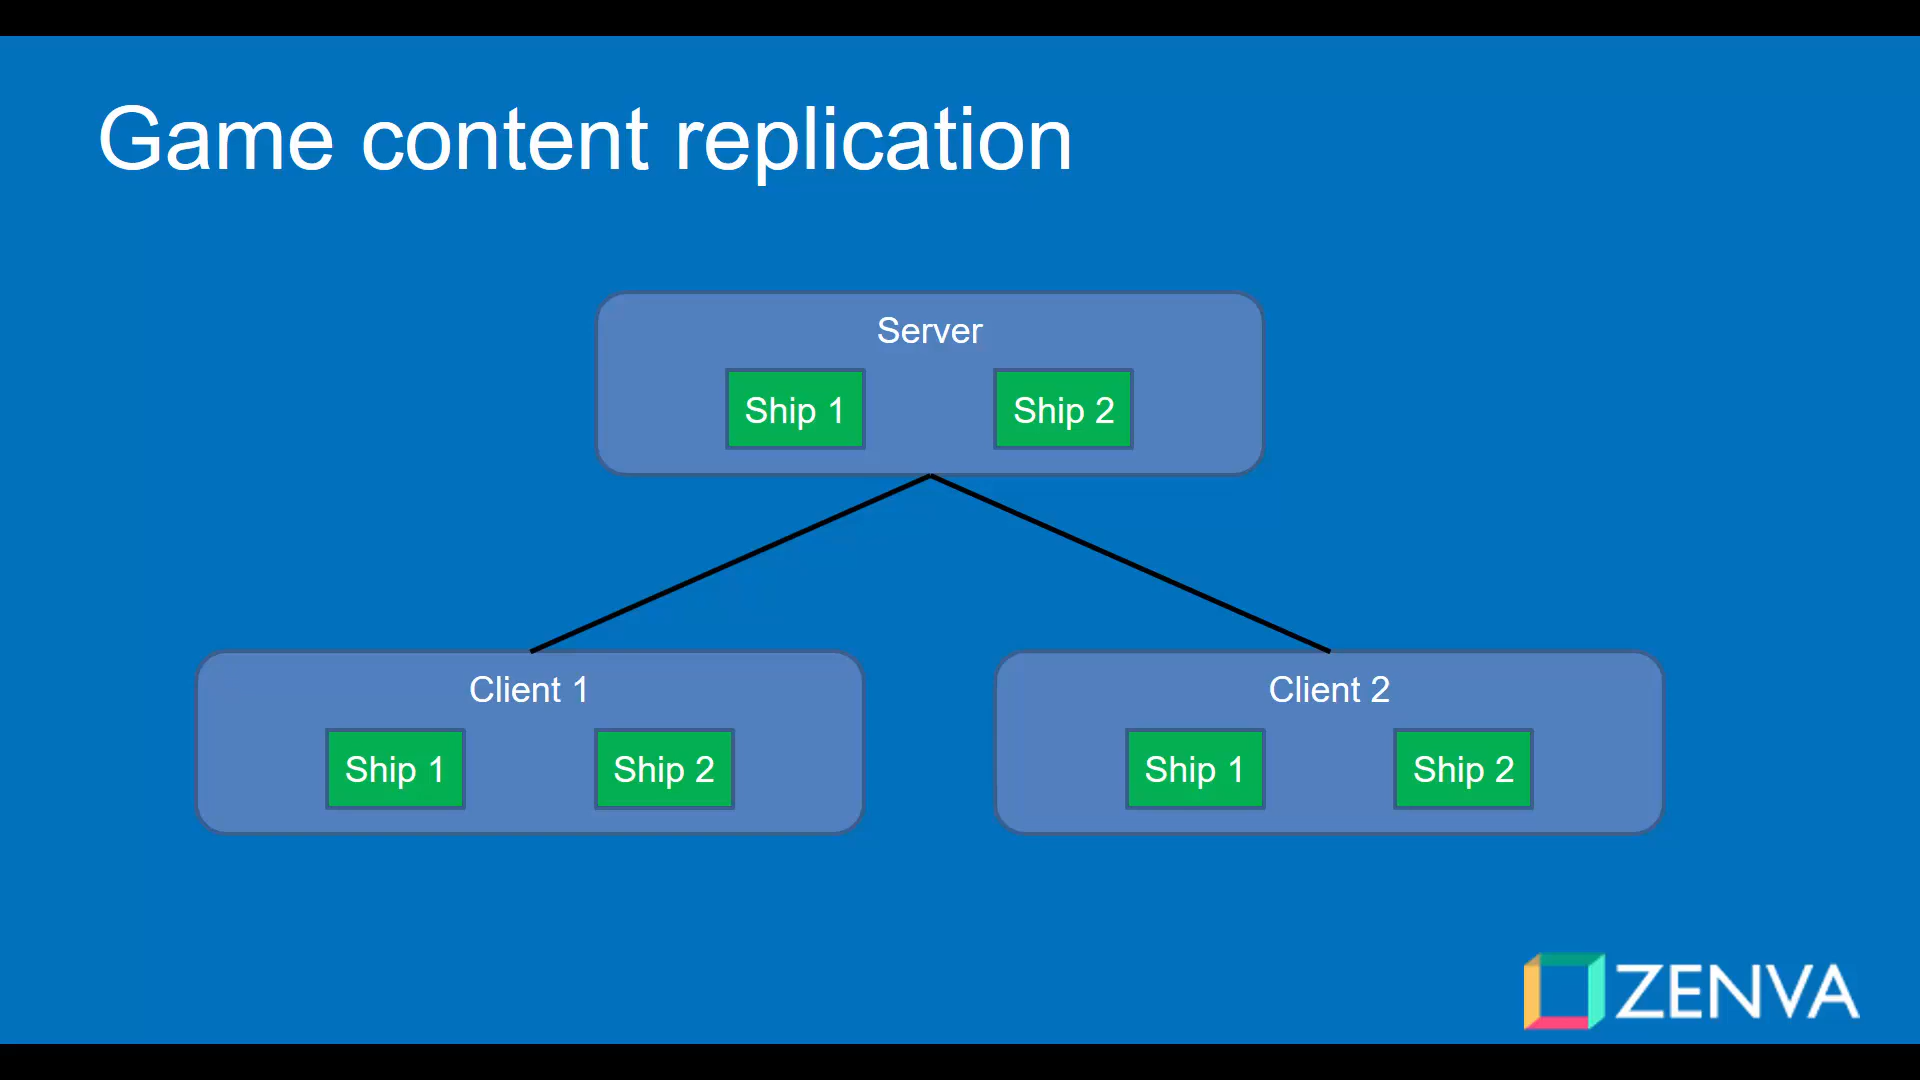 Game content replication
Server
Ship 1
Ship 2
Client 1
Client 2
Ship 1
Ship 2
Ship 1
Ship 2
ZENVA